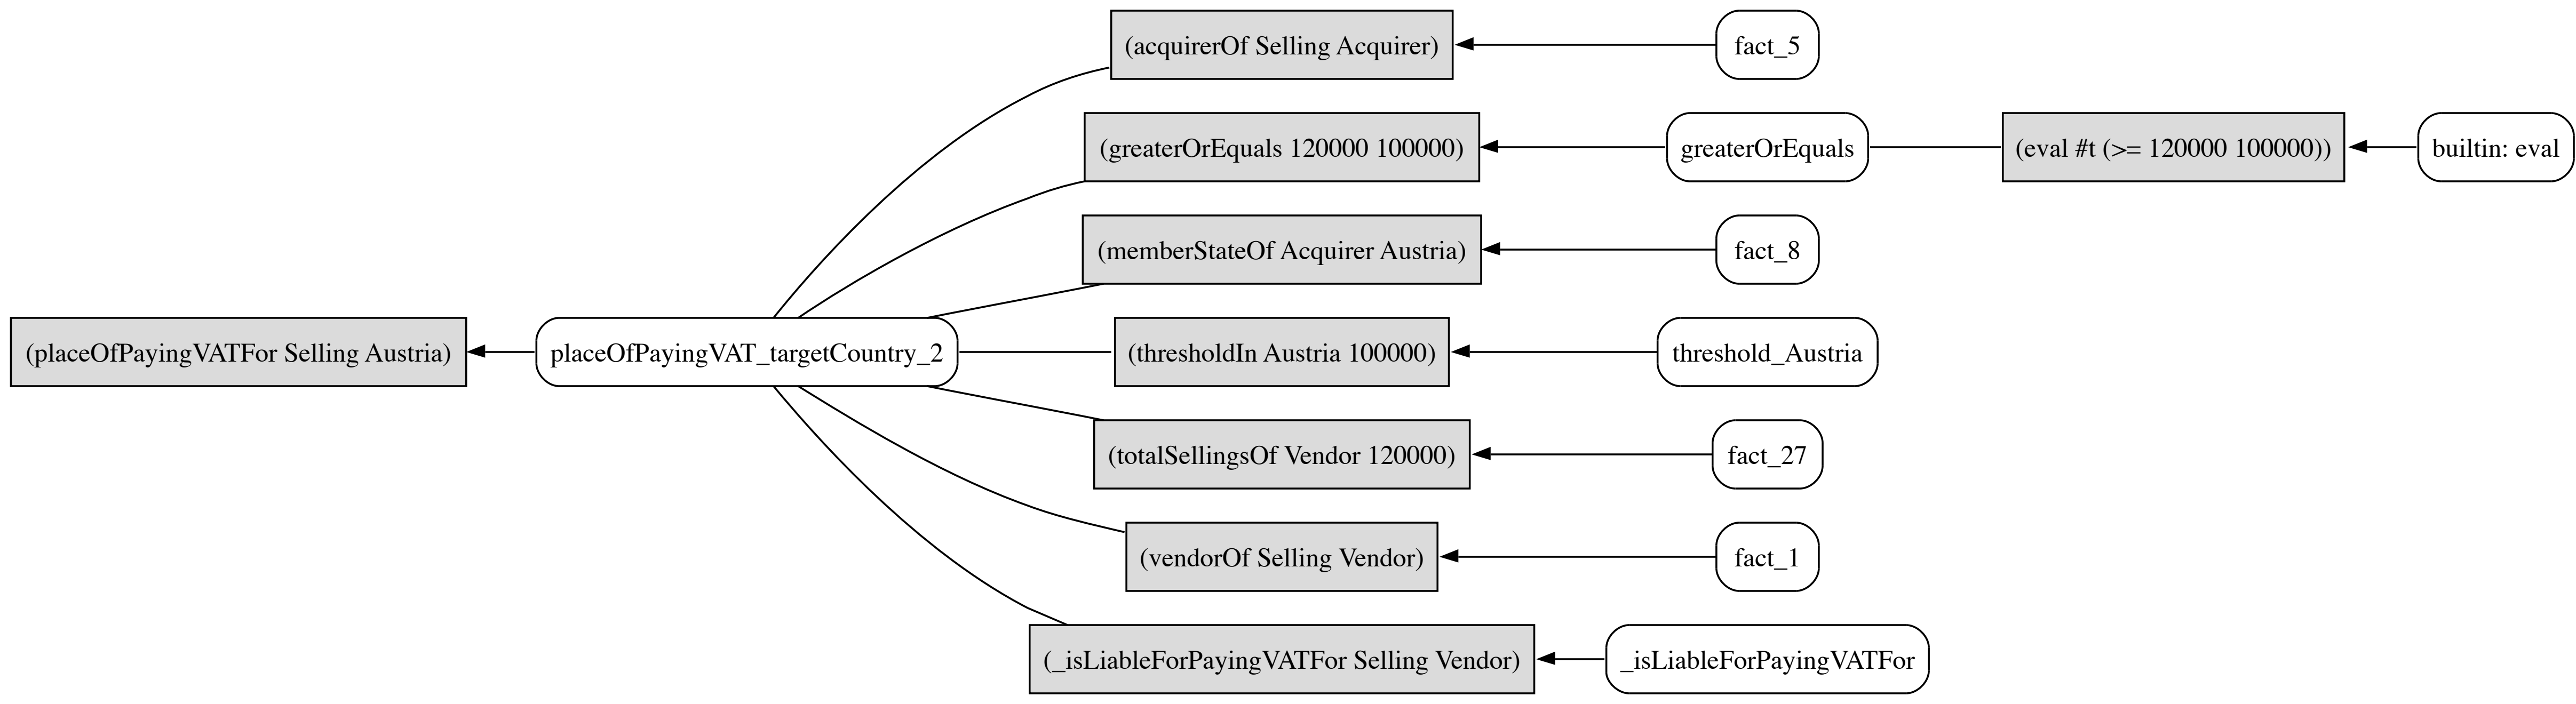 (acquirerOf Selling Acquirer)
fact_5
(greaterOrEquals 120000 100000)
greaterOrEquals
(eval #t (>= 120000 100000))
builtin: eval
(memberStateOf Acquirer Austria)
fact_8
(placeOfPayingVATFor Selling Austria)
placeOfPayingVAT_targetCountry_2
(thresholdIn Austria 100000)
threshold_Austria
(totalSellingsOf Vendor 120000)
fact_27
(vendorOf Selling Vendor)
fact_1
(_isLiableForPayingVATFor Selling Vendor)
_isLiableForPayingVATFor